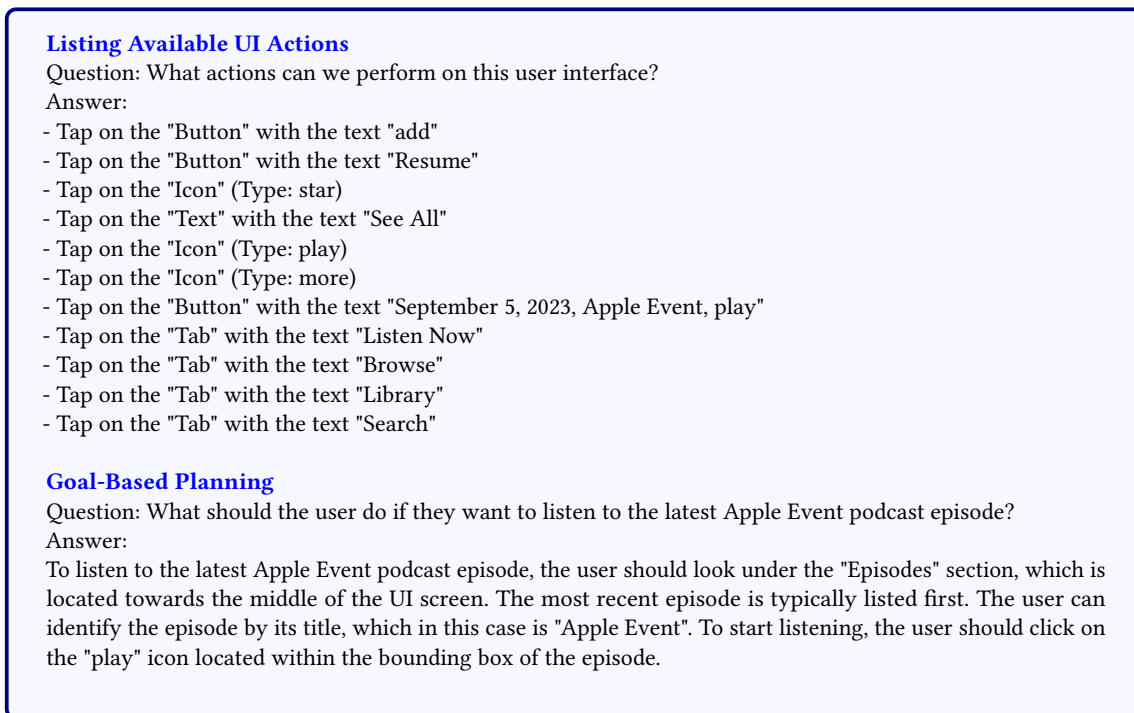 Listing Available UI Actions
Question: What actions can we perform on this user interface?
Answer:
- Tap on the "Button" with the text "add"
- Tap on the "Button" with the text "Resume"
- Tap on the "Icon" (Type: star)
- Tap on the "Text" with the text "See All"
- Tap on the "Icon" (Type: play)
- Tap on the "Icon" (Type: more)
- Tap on the "Button" with the text "September 5, 2023, Apple Event, play"
- Tap on the "Tab" with the text "Listen Now"
- Tap on the "Tab" with the text "Browse"
- Tap on the "Tab" with the text "Library"
- Tap on the "Tab" with the text "Search"
Goal-Based Planning
Question: What should the user do if they want to listen to the latest Apple Event podcast episode?
Answer:
To listen to the latest Apple Event podcast episode, the user should look under the "Episodes" section, which is
located towards the middle of the UI screen. The most recent episode is typically listed first. The user can
identify the episode by its title, which in this case is "Apple Event". To start listening, the user should click on
the "play" icon located within the bounding box of the episode.